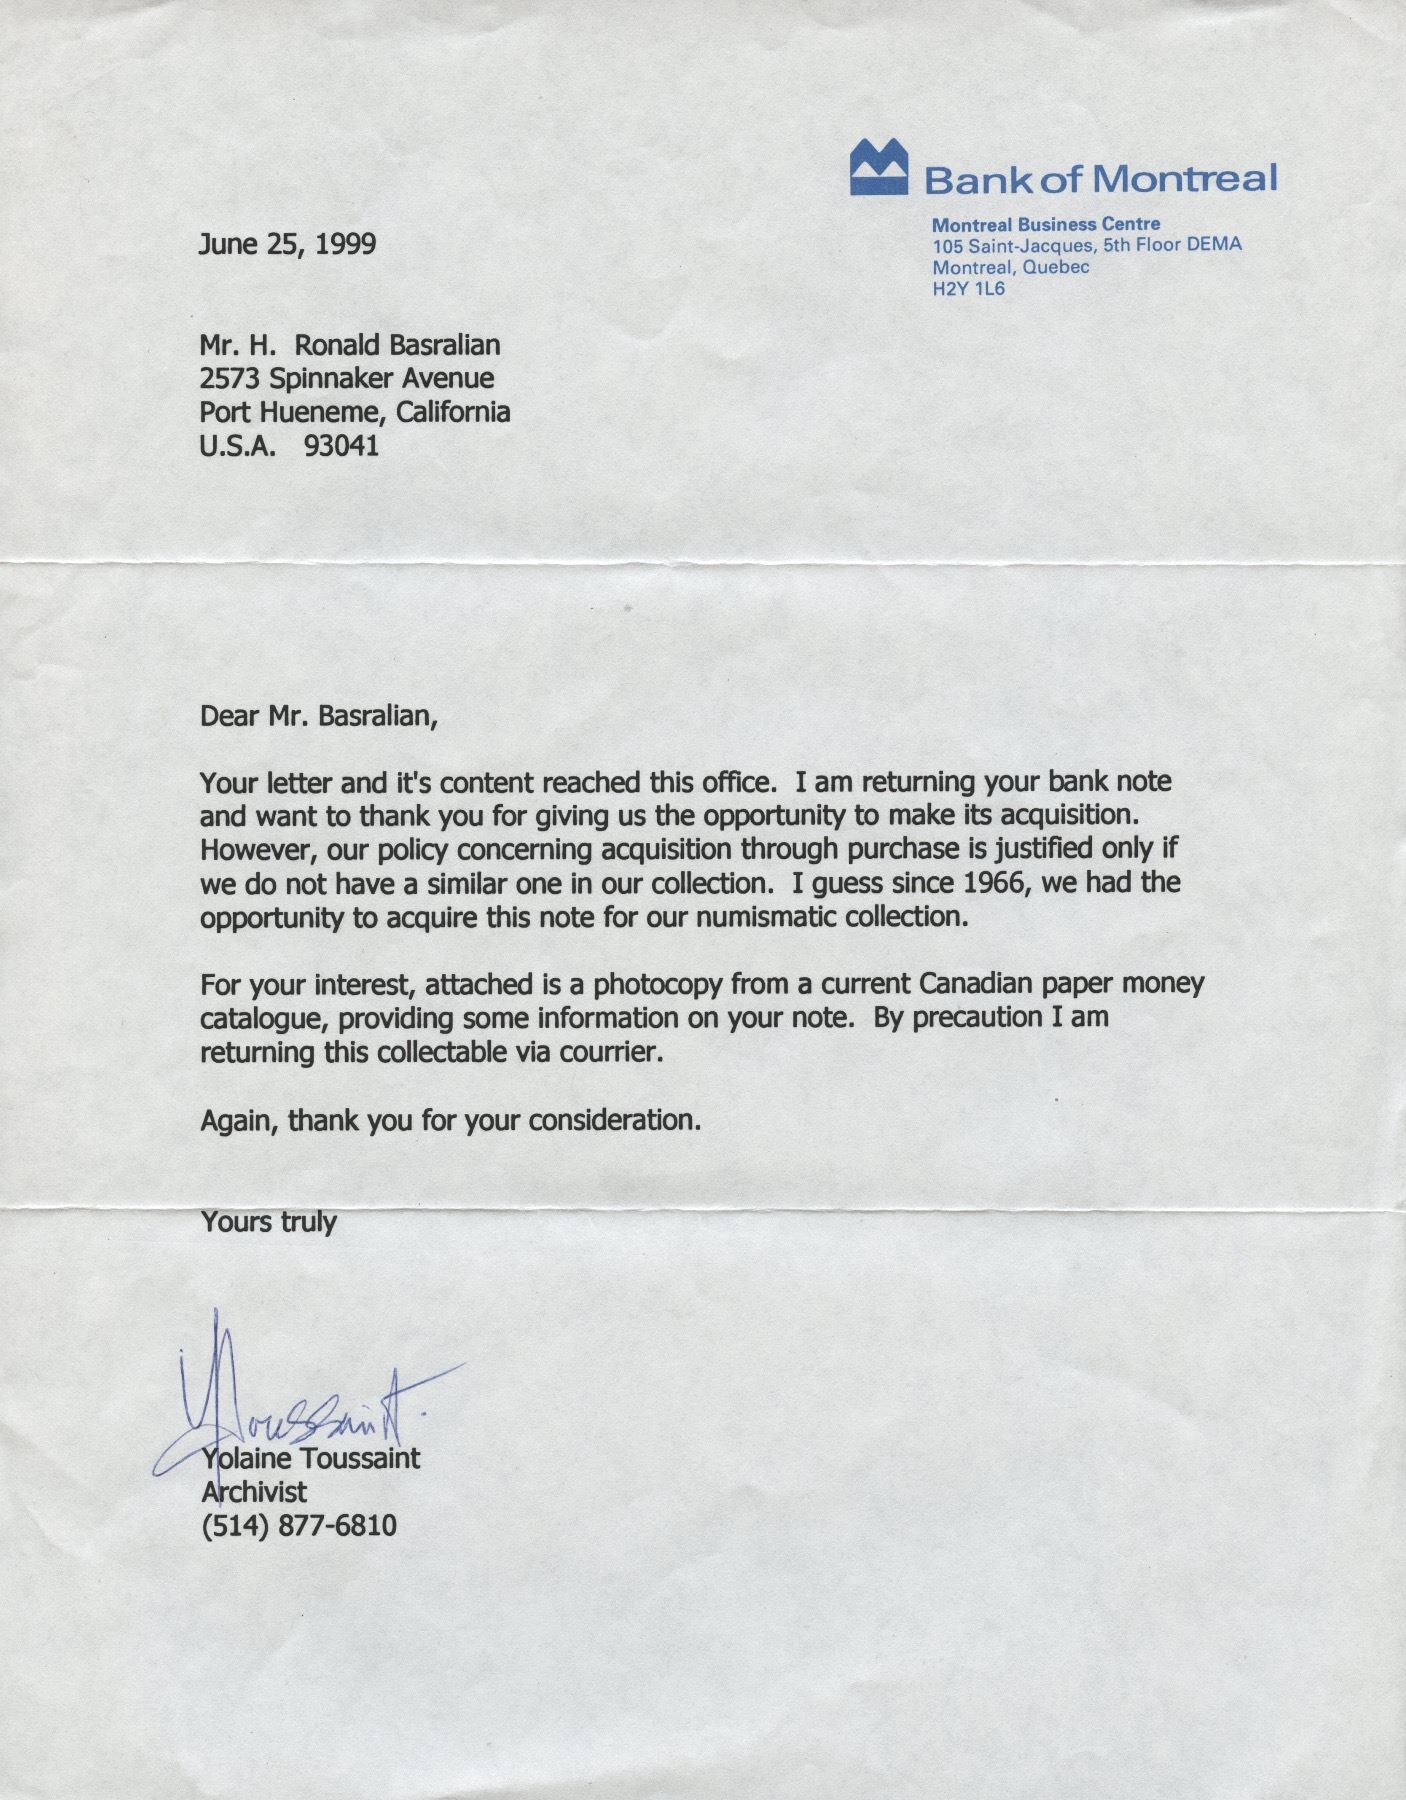 Bank of Montreal
Montreal Business Centre
105 Saint-Jacques, 5th Floor DEMA
Montreal, Quebec
H2Y 1L6
June 25, 1999
Mr. H.  Ronald Basralian
2573 Spinnaker Avenue
Port Hueneme, California
U.S.A.   93041
Dear Mr. Basralian,
Your letter and it's content reached this office.  I am returning your bank note
and want to thank you for giving us the opportunity to make its acquisition.
However, our policy concerning acquisition through purchase is justified only if
we do not have a similar one in our collection.  I guess since 1966, we had the
opportunity to acquire this note for our numismatic collection.
For your interest, attached is a photocopy from a current Canadian paper money
catalogue, providing some information on your note.  By precaution I am
returning this collectable via courrier.
Again, thank you for your consideration.
Yours truly
YToussaint.
Yolaine Toussaint
Archivist
(514) 877-6810